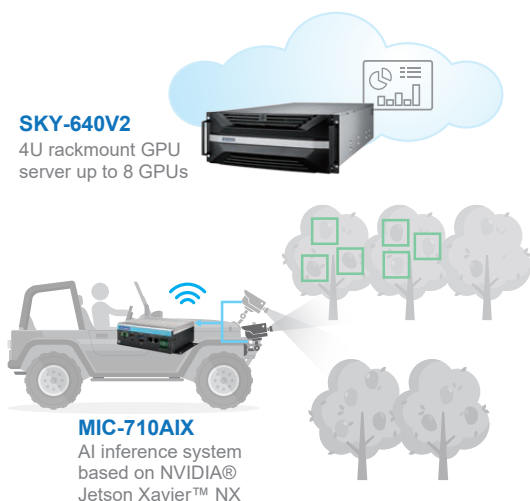 SKY-640V2
4U rackmount GPU
server up to 8 GPUs
MIC-710AIX
AI inference system
based on NVIDIA®
Jetson Xavier™ NX